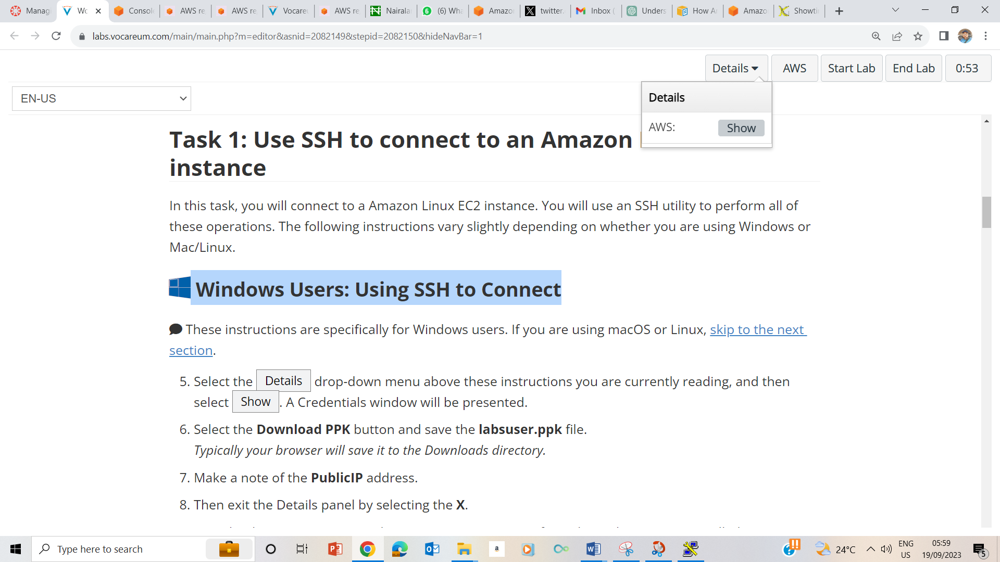 Manag
Wo
Consol
AWS re
AWS re
Vocare
AWS re
Nairala
(6) Wha
Amazo
twitter.
Inbox (
Unders
How A
Amazo
Showti
labs.vocareum.com/main/main.php?m=editor&asnid=2082149&stepid=2082150&hideNavBar=1
Details
AWS
Start Lab
End Lab
0:53
EN-US
Details
AWS:
Show
Task 1: Use SSH to connect to an Amazon
instance
In this task, you will connect to a Amazon Linux EC2 instance. You will use an SSH utility to perform all of
these operations. The following instructions vary slightly depending on whether you are using Windows or
Mac/Linux.
Windows Users: Using SSH to Connect
These instructions are specifically for Windows users. If you are using macOS or Linux, skip to the next
section.
5. Select the Details drop-down menu above these instructions you are currently reading, and then
select Show . A Credentials window will be presented.
6. Select the Download PPK button and save the labsuser.ppk file.
Typically your browser will save it to the Downloads directory.
7. Make a note of the PublicIP address.
8. Then exit the Details panel by selecting the X.
Type here to search
24°C
ENG
US
05:59
19/09/2023
5